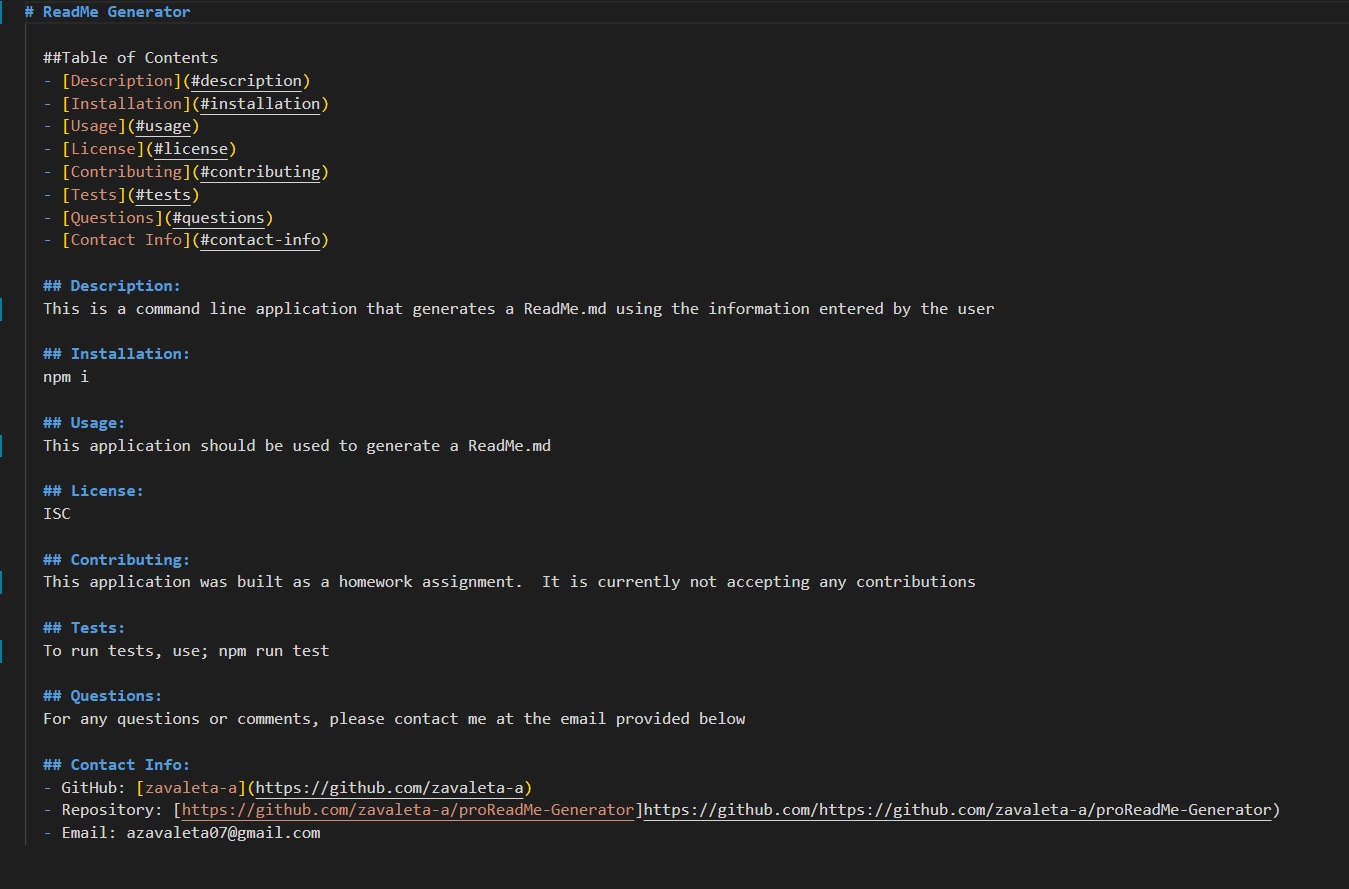 # ReadMe Generator
##Table of Contents
- [Description](#description)
- [Installation](#installation)
- [Usage](#usage)
- [License](#license)
- [Contributing](#contributing)
- [Tests](#tests)
- [Questions](#questions)
- [Contact Info](#contact-info)
## Description:
This is a command line application that generates a ReadMe.md using the information entered by the user
## Installation:
npm i
## Usage:
This application should be used to generate a ReadMe.md
## License:
ISC
## Contributing:
This application was built as a homework assignment.  It is currently not accepting any contributions
## Tests:
To run tests, use; npm run test
## Questions:
For any questions or comments, please contact me at the email provided below
## Contact Info:
- GitHub: [zavaleta-a](https://github.com/zavaleta-a)
- Repository: [https://github.com/zavaleta-a/proReadMe-Generator]https://github.com/https://github.com/zavaleta-a/proReadMe-Generator)
- Email: azavaleta07@gmail.com